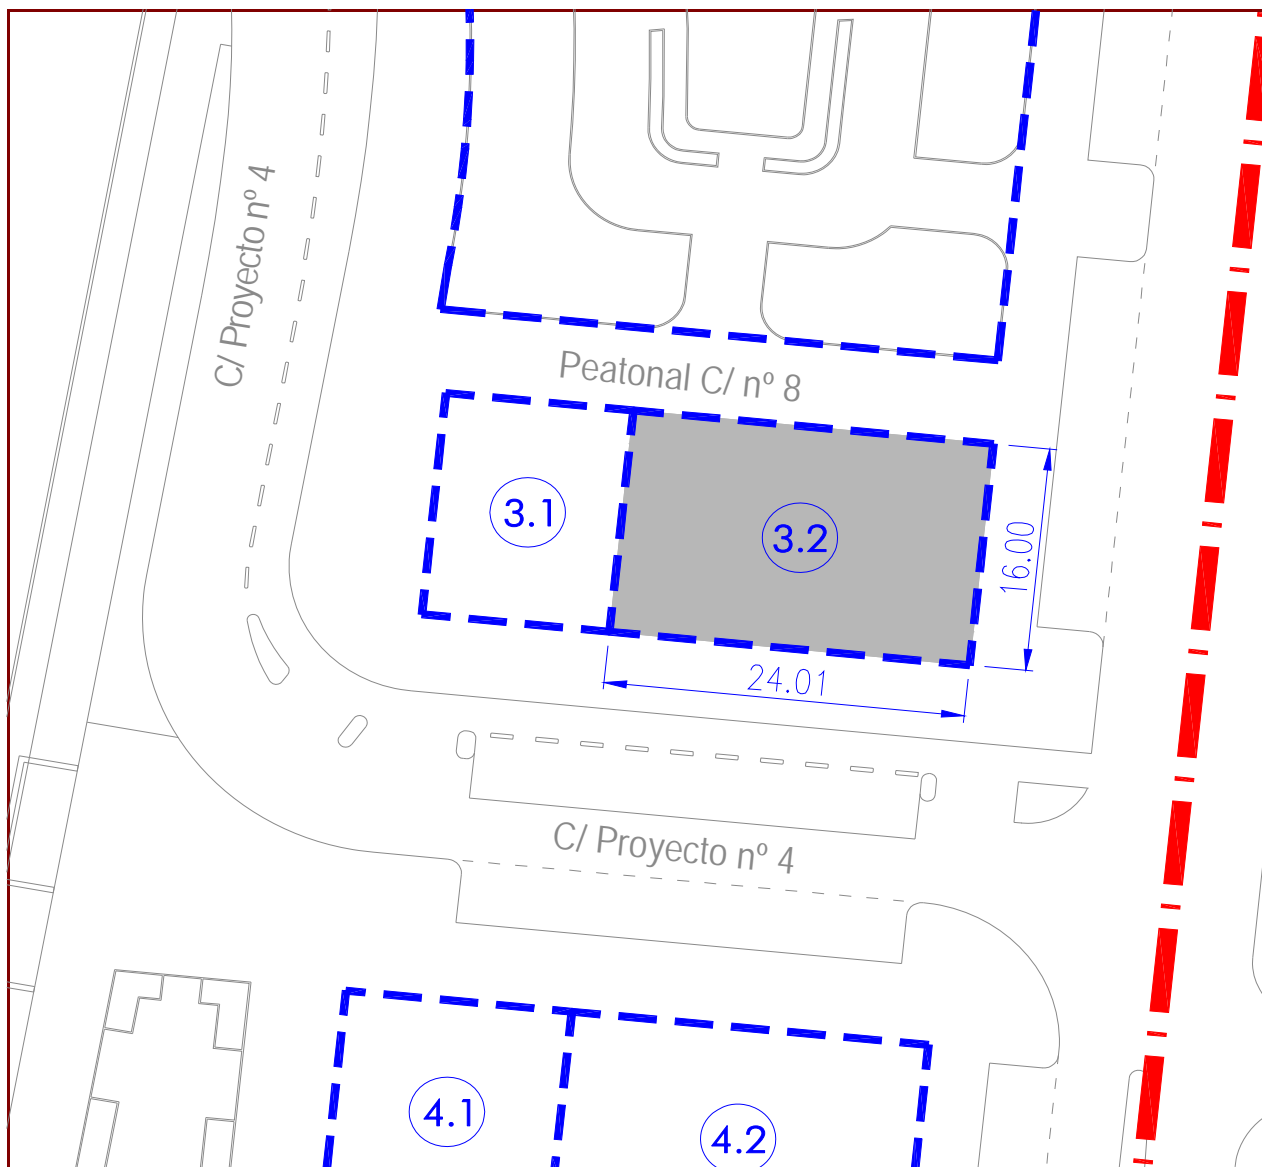 C/ Proyecto nº 4
Peatonal C/ nº 8
3.1
3.2
16.00
24.01
C/ Proyecto nº 4
4.1
4.2